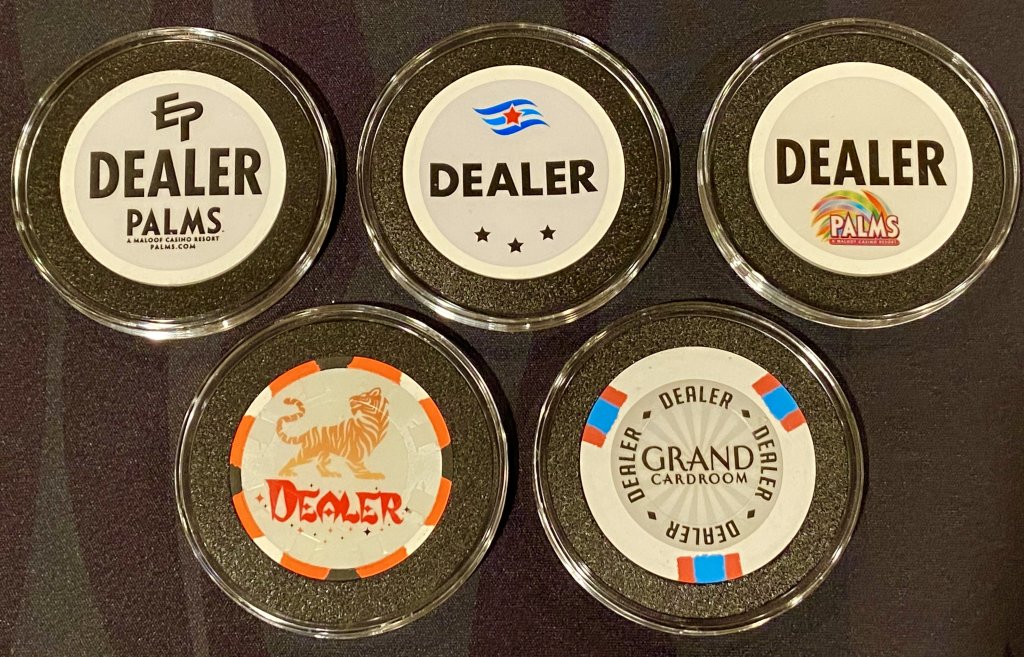 EP
DEALER
PALMS
A MALOOF CASINO RESORT
PALMS.COM
DEALER
DEALER
PALMS
A MALOOF CASINO RESORT
DEALER
DEALER
DEALER
GRAND
CARDROOM
DEALER
DEALER